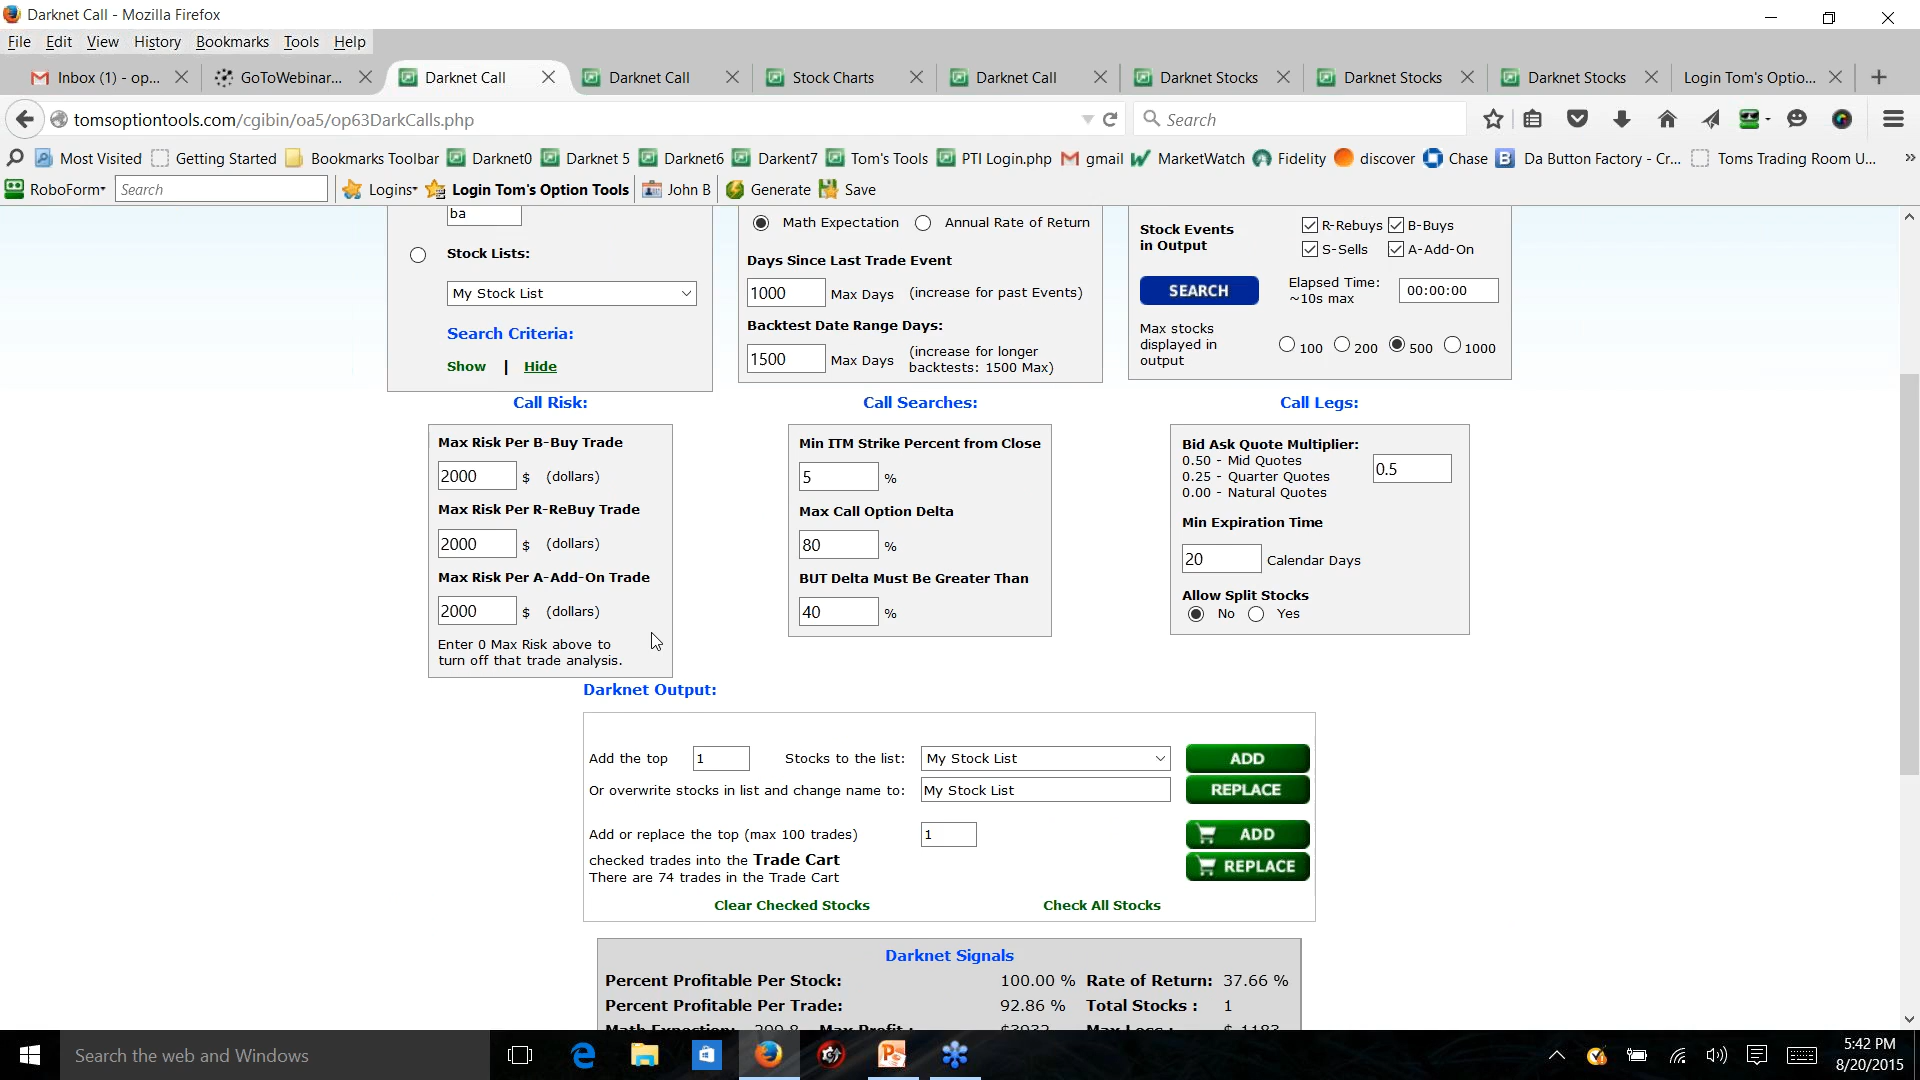 Darknet Call - Mozilla Firefox
File Edit View History Bookmarks Tools Help
Inbox (1) - op... GoToWebinar... Darknet Call Darknet Call Stock Charts Darknet Call Darknet Stocks Darknet Stocks Darknet Stocks Login Tom's Optio...
tomsoptiontools.com/cgibin/oa5/op63DarkCalls.php Search
Most Visited Getting Started Bookmarks Toolbar Darknet0 Darknet 5 Darknet6 Darkent7 Tom's Tools PTI Login.php gmail MarketWatch Fidelity discover Chase Da Button Factory - Cr... Toms Trading Room U...
RoboForm Search Logins Login Tom's Option Tools John B Generate Save
ba
Stock Lists:
My Stock List
Search Criteria:
Show | Hide
Math Expectation Annual Rate of Return
Days Since Last Trade Event
1000 Max Days (increase for past Events)
Backtest Date Range Days:
1500 Max Days (increase for longer
backtests: 1500 Max)
Stock Events
in Output
R-Rebuys B-Buys
S-Sells A-Add-On
SEARCH
Elapsed Time:
~10s max
00:00:00
Max stocks
displayed in
output
100 200 500 1000
Call Risk:
Max Risk Per B-Buy Trade
2000 $ (dollars)
Max Risk Per R-ReBuy Trade
2000 $ (dollars)
Max Risk Per A-Add-On Trade
2000 $ (dollars)
Enter 0 Max Risk above to
turn off that trade analysis.
Call Searches:
Min ITM Strike Percent from Close
5 %
Max Call Option Delta
80 %
BUT Delta Must Be Greater Than
40 %
Call Legs:
Bid Ask Quote Multiplier:
0.50 - Mid Quotes
0.25 - Quarter Quotes
0.00 - Natural Quotes
0.5
Min Expiration Time
20 Calendar Days
Allow Split Stocks
No Yes
Darknet Output:
Add the top 1 Stocks to the list: My Stock List ADD
Or overwrite stocks in list and change name to: My Stock List REPLACE
Add or replace the top (max 100 trades) 1 ADD
checked trades into the Trade Cart REPLACE
There are 74 trades in the Trade Cart
Clear Checked Stocks Check All Stocks
Darknet Signals
Percent Profitable Per Stock: 100.00 % Rate of Return: 37.66 %
Percent Profitable Per Trade: 92.86 % Total Stocks : 1
Search the web and Windows
5:42 PM
8/20/2015